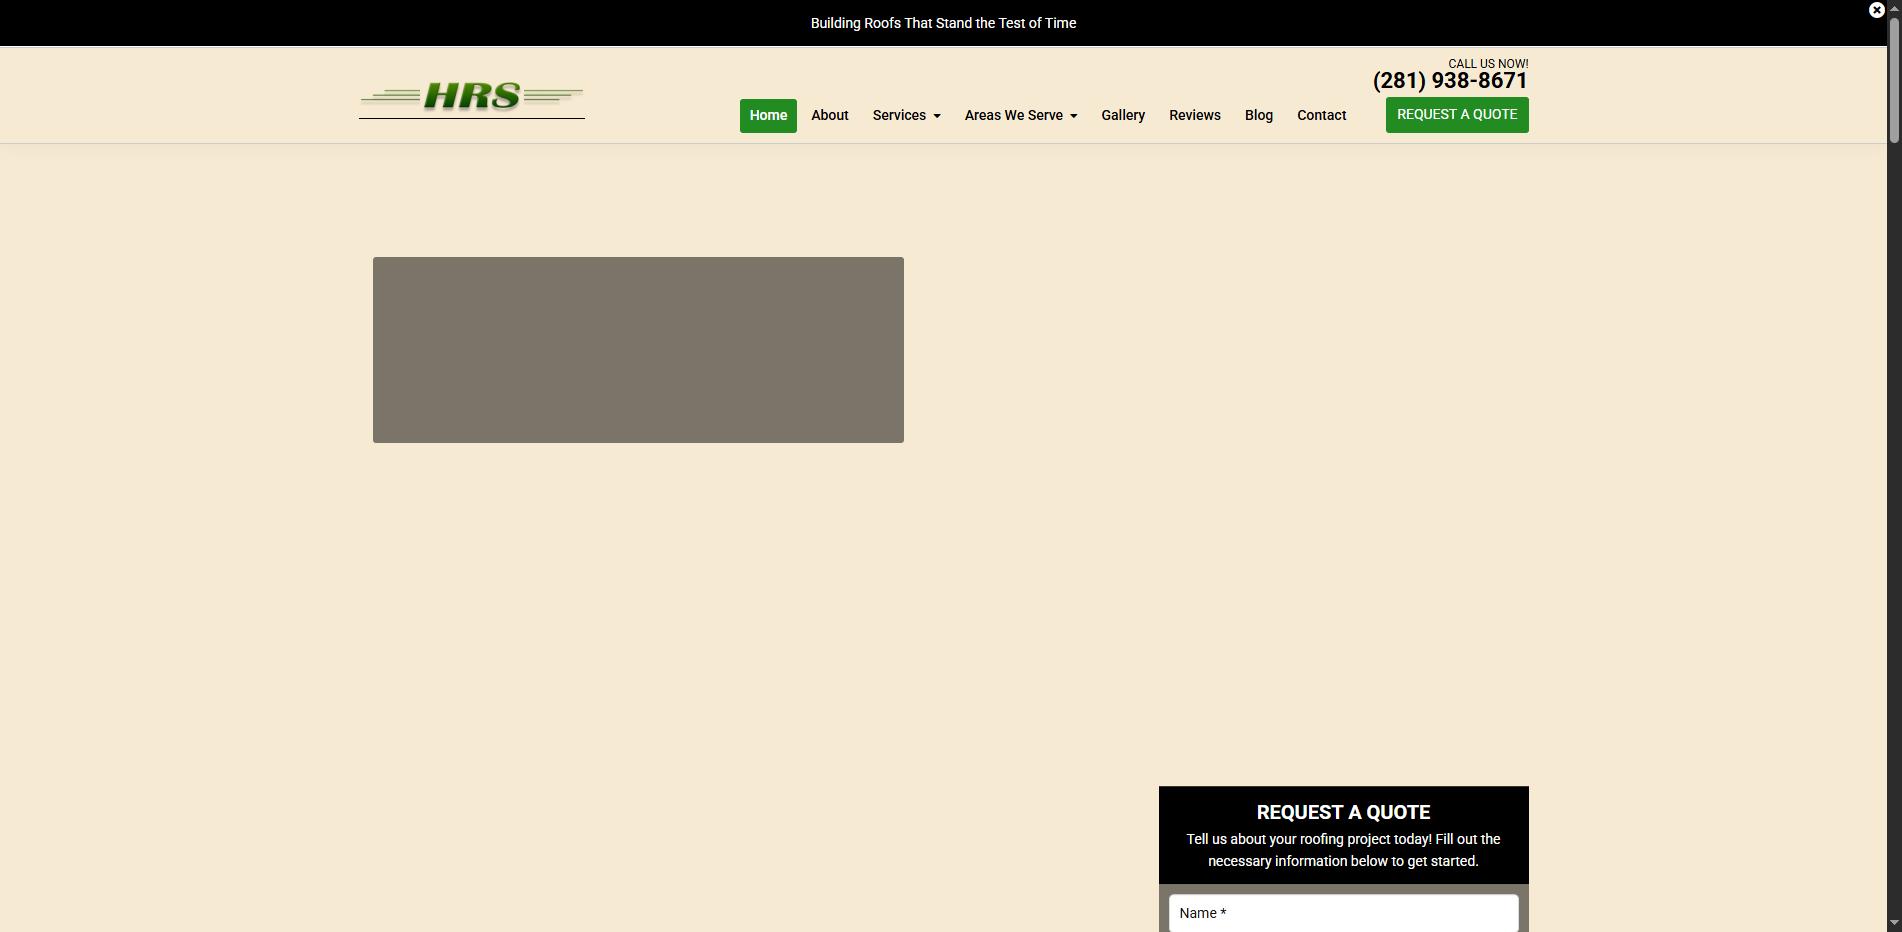 Building Roofs That Stand the Test of Time
CALL US NOW!
(281) 938-8671
HRS
Home
About
Services
Areas We Serve
Gallery
Reviews
Blog
Contact
REQUEST A QUOTE
REQUEST A QUOTE
Tell us about your roofing project today! Fill out the
necessary information below to get started.
Name *